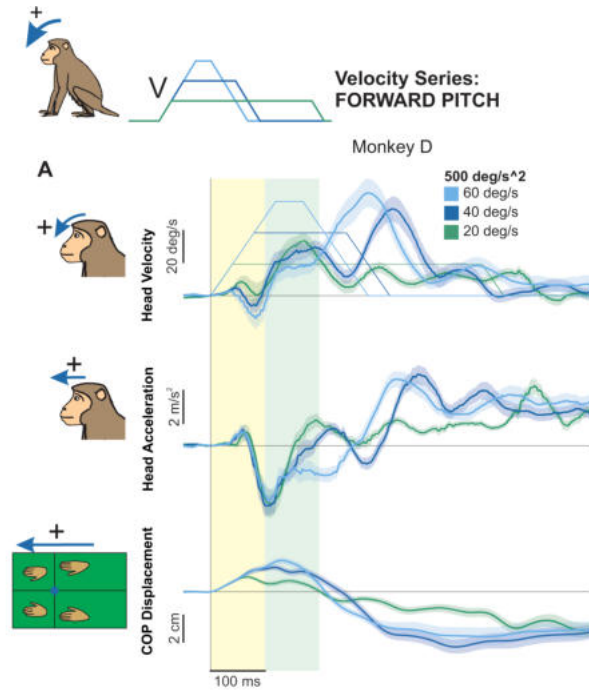 +
V
Velocity Series:
FORWARD PITCH
Monkey D
A
500 deg/s^2
60 deg/s
40 deg/s
20 deg/s
+
Head Velocity
20 deg/s
+
Head Acceleration
2 m/s²
+
COP Displacement
2 cm
100 ms